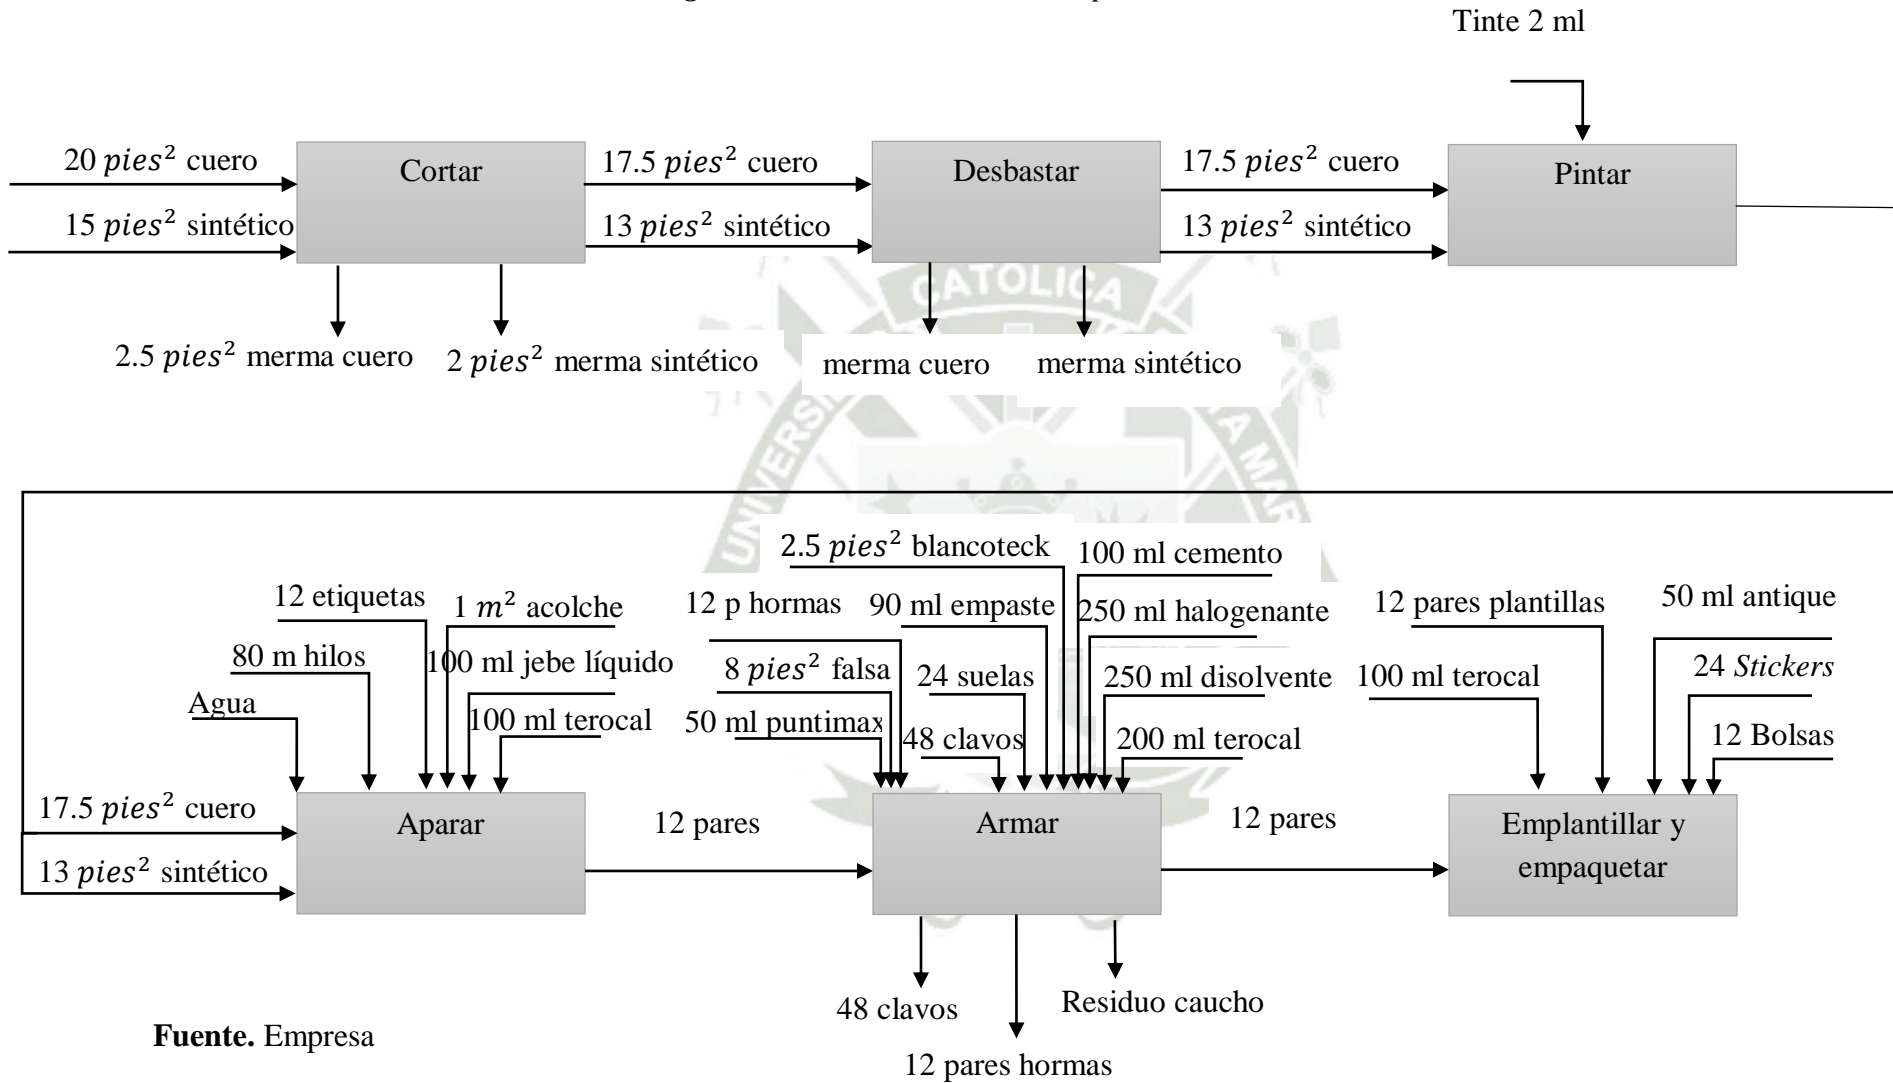 Tinte 2 ml
20 pies² cuero
15 pies² sintético
Cortar
17.5 pies² cuero
13 pies² sintético
Desbastar
17.5 pies² cuero
13 pies² sintético
Pintar
2.5 pies² merma cuero
2 pies² merma sintético
merma cuero
merma sintético
CATOLICA
Agua
80 m hilos
12 etiquetas
1 m² acolche
100 ml jebe líquido
100 ml terocal
17.5 pies² cuero
13 pies² sintético
Aparar
12 pares
2.5 pies² blancoteck
12 p hormas
90 ml empaste
8 pies² falsa
24 suelas
50 ml puntimax
48 clavos
100 ml cemento
250 ml halogenante
250 ml disolvente
200 ml terocal
Armar
12 pares
12 pares plantillas
100 ml terocal
50 ml antique
24 Stickers
12 Bolsas
Emplantillar y
empaquetar
48 clavos
12 pares hormas
Residuo caucho
Fuente. Empresa